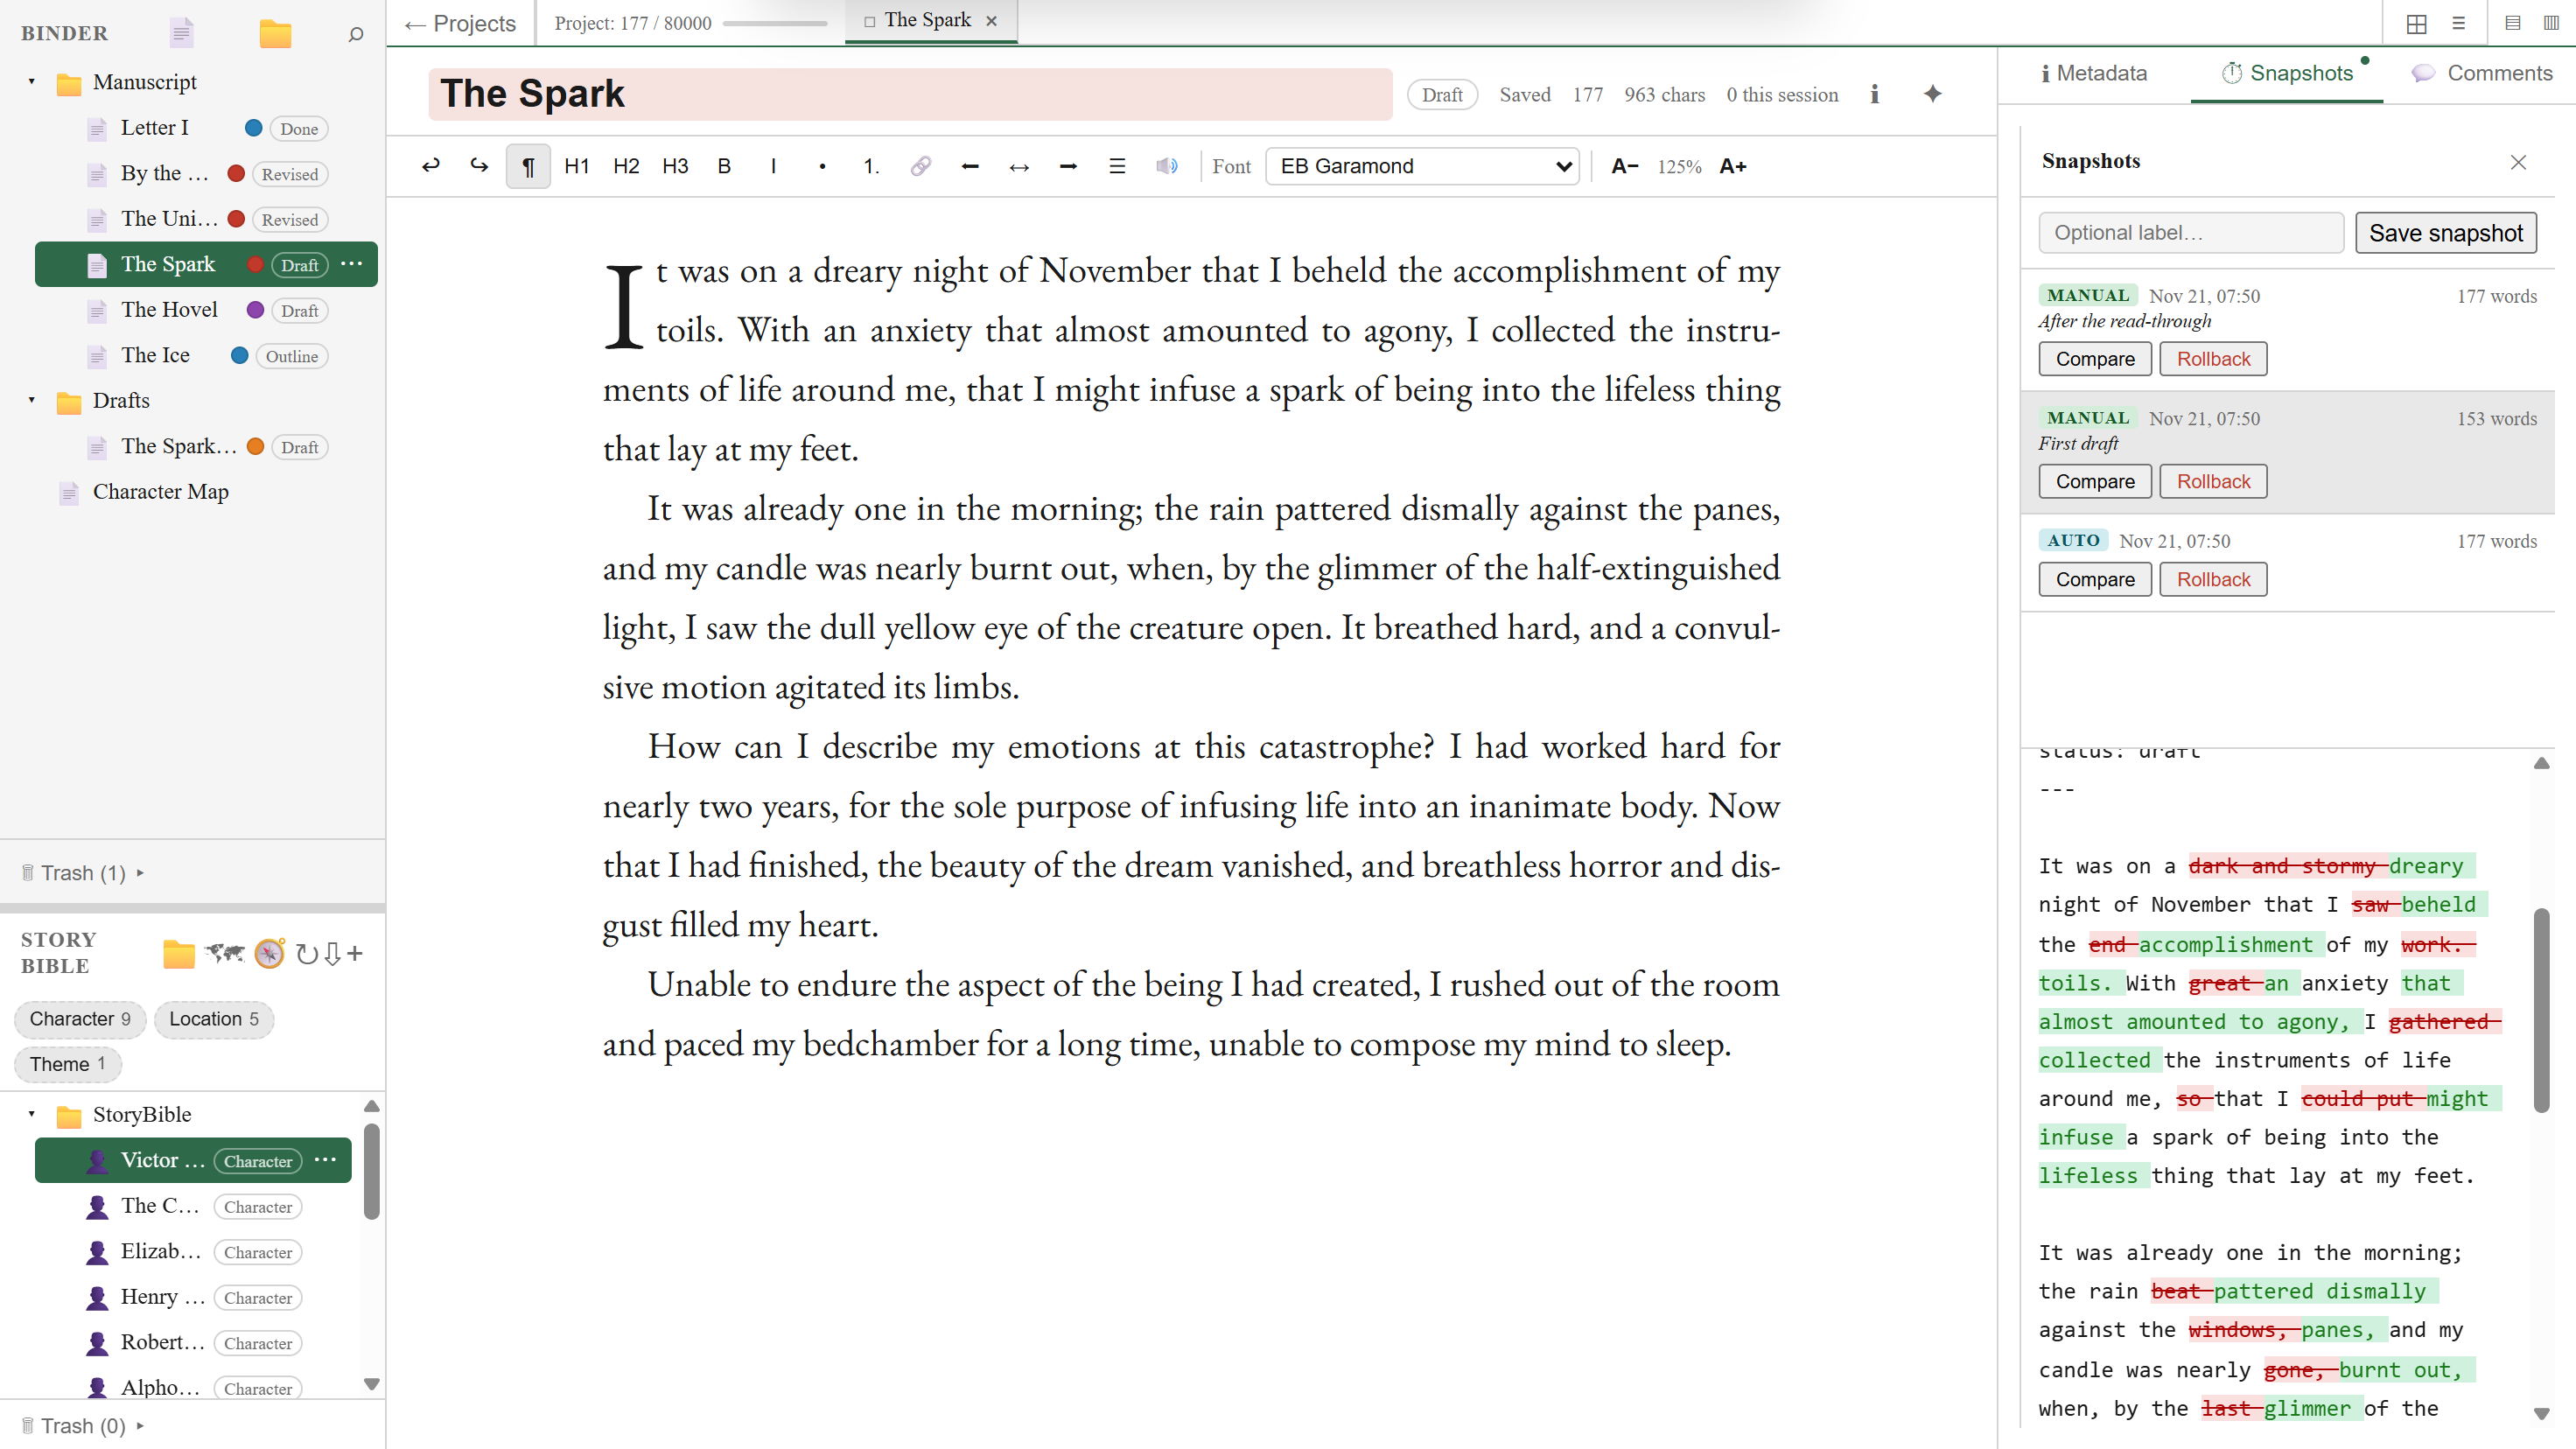 BINDER
Manuscript
Letter I Done
By the ... Revised
The Uni... Revised
The Spark Draft ...
The Hovel Draft
The Ice Outline
Drafts
The Spark... Draft
Character Map
Trash (1)
STORY
BIBLE
Character 9 Location 5
Theme 1
StoryBible
Victor ... Character ...
The C... Character
Elizab... Character
Henry ... Character
Robert... Character
Alpho... Character
Trash (0)
← Projects Project: 177 / 80000 The Spark ×
The Spark Draft Saved 177 963 chars 0 this session
¶ H1 H2 H3 B I • 1. Font EB Garamond A− 125% A+
It was on a dreary night of November that I beheld the accomplishment of my
toils. With an anxiety that almost amounted to agony, I collected the instru-
ments of life around me, that I might infuse a spark of being into the lifeless thing
that lay at my feet.
It was already one in the morning; the rain pattered dismally against the panes,
and my candle was nearly burnt out, when, by the glimmer of the half-extinguished
light, I saw the dull yellow eye of the creature open. It breathed hard, and a convul-
sive motion agitated its limbs.
How can I describe my emotions at this catastrophe? I had worked hard for
nearly two years, for the sole purpose of infusing life into an inanimate body. Now
that I had finished, the beauty of the dream vanished, and breathless horror and dis-
gust filled my heart.
Unable to endure the aspect of the being I had created, I rushed out of the room
and paced my bedchamber for a long time, unable to compose my mind to sleep.
Metadata Snapshots Comments
Snapshots
Optional label... Save snapshot
MANUAL Nov 21, 07:50 177 words
After the read-through
Compare Rollback
MANUAL Nov 21, 07:50 153 words
First draft
Compare Rollback
AUTO Nov 21, 07:50 177 words
Compare Rollback
status: draft
---
It was on a dark and stormy dreary
night of November that I saw beheld
the end accomplishment of my work.
toils. With great an anxiety that
almost amounted to agony, I gathered
collected the instruments of life
around me, so that I could put might
infuse a spark of being into the
lifeless thing that lay at my feet.
It was already one in the morning;
the rain beat pattered dismally
against the windows, panes, and my
candle was nearly gone, burnt out,
when, by the last glimmer of the